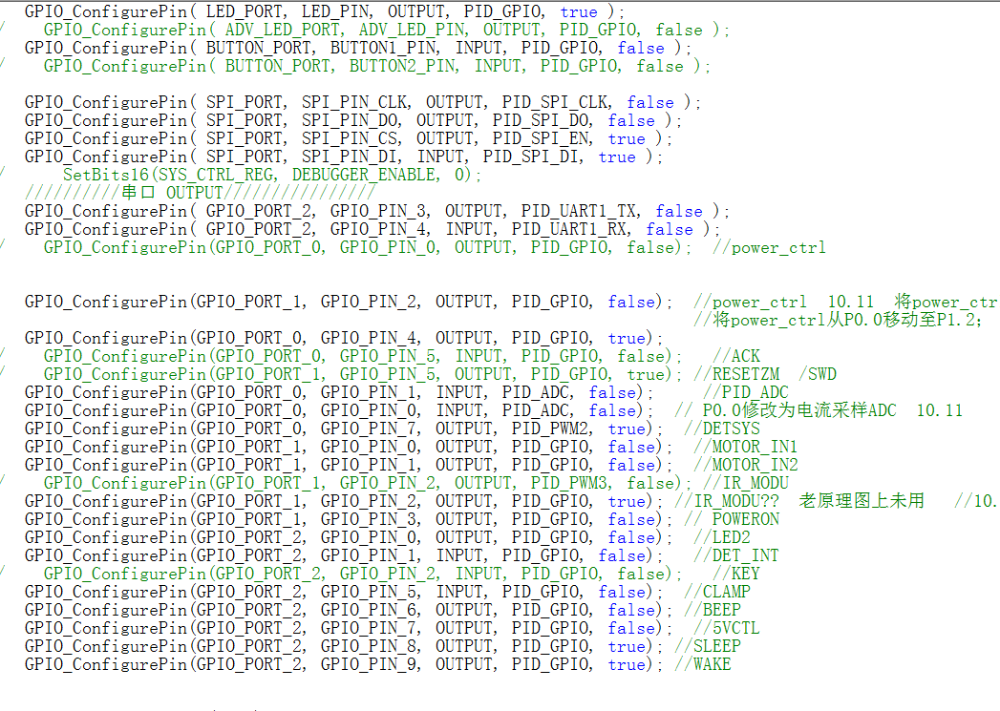 GPIO_ConfigurePin( LED_PORT, LED_PIN, OUTPUT, PID_GPIO, true );
/ GPIO_ConfigurePin( ADV_LED_PORT, ADV_LED_PIN, OUTPUT, PID_GPIO, false );
GPIO_ConfigurePin( BUTTON_PORT, BUTTON1_PIN, INPUT, PID_GPIO, false );
/ GPIO_ConfigurePin( BUTTON_PORT, BUTTON2_PIN, INPUT, PID_GPIO, false );
GPIO_ConfigurePin( SPI_PORT, SPI_PIN_CLK, OUTPUT, PID_SPI_CLK, false );
GPIO_ConfigurePin( SPI_PORT, SPI_PIN_DO, OUTPUT, PID_SPI_DO, false );
GPIO_ConfigurePin( SPI_PORT, SPI_PIN_CS, OUTPUT, PID_SPI_EN, true );
GPIO_ConfigurePin( SPI_PORT, SPI_PIN_DI, INPUT, PID_SPI_DI, true );
/ SetBits16(SYS_CTRL_REG, DEBUGGER_ENABLE, 0);
//////////串口 OUTPUT////////////////
GPIO_ConfigurePin( GPIO_PORT_2, GPIO_PIN_3, OUTPUT, PID_UART1_TX, false );
GPIO_ConfigurePin( GPIO_PORT_2, GPIO_PIN_4, INPUT, PID_UART1_RX, false );
/ GPIO_ConfigurePin(GPIO_PORT_0, GPIO_PIN_0, OUTPUT, PID_GPIO, false); //power_ctrl
GPIO_ConfigurePin(GPIO_PORT_1, GPIO_PIN_2, OUTPUT, PID_GPIO, false); //power_ctrl 10.11 将power_ctr
//将power_ctrl从P0.0移动至P1.2;
GPIO_ConfigurePin(GPIO_PORT_0, GPIO_PIN_4, OUTPUT, PID_GPIO, true);
/ GPIO_ConfigurePin(GPIO_PORT_0, GPIO_PIN_5, INPUT, PID_GPIO, false); //ACK
/ GPIO_ConfigurePin(GPIO_PORT_1, GPIO_PIN_5, OUTPUT, PID_GPIO, true); //RESETZM /SWD
GPIO_ConfigurePin(GPIO_PORT_0, GPIO_PIN_1, INPUT, PID_ADC, false); //PID_ADC
GPIO_ConfigurePin(GPIO_PORT_0, GPIO_PIN_0, INPUT, PID_ADC, false); // P0.0修改为电流采样ADC 10.11
GPIO_ConfigurePin(GPIO_PORT_0, GPIO_PIN_7, OUTPUT, PID_PWM2, true); //DETSYS
GPIO_ConfigurePin(GPIO_PORT_1, GPIO_PIN_0, OUTPUT, PID_GPIO, false); //MOTOR_IN1
GPIO_ConfigurePin(GPIO_PORT_1, GPIO_PIN_1, OUTPUT, PID_GPIO, false); //MOTOR_IN2
/ GPIO_ConfigurePin(GPIO_PORT_1, GPIO_PIN_2, OUTPUT, PID_PWM3, false); //IR_MODU
GPIO_ConfigurePin(GPIO_PORT_1, GPIO_PIN_2, OUTPUT, PID_GPIO, true); //IR_MODU?? 老原理图上未用 //10.
GPIO_ConfigurePin(GPIO_PORT_1, GPIO_PIN_3, OUTPUT, PID_GPIO, false); // POWERON
GPIO_ConfigurePin(GPIO_PORT_2, GPIO_PIN_0, OUTPUT, PID_GPIO, false); //LED2
GPIO_ConfigurePin(GPIO_PORT_2, GPIO_PIN_1, INPUT, PID_GPIO, false); //DET_INT
/ GPIO_ConfigurePin(GPIO_PORT_2, GPIO_PIN_2, INPUT, PID_GPIO, false); //KEY
GPIO_ConfigurePin(GPIO_PORT_2, GPIO_PIN_5, INPUT, PID_GPIO, false); //CLAMP
GPIO_ConfigurePin(GPIO_PORT_2, GPIO_PIN_6, OUTPUT, PID_GPIO, false); //BEEP
GPIO_ConfigurePin(GPIO_PORT_2, GPIO_PIN_7, OUTPUT, PID_GPIO, false); //5VCTL
GPIO_ConfigurePin(GPIO_PORT_2, GPIO_PIN_8, OUTPUT, PID_GPIO, true); //SLEEP
GPIO_ConfigurePin(GPIO_PORT_2, GPIO_PIN_9, OUTPUT, PID_GPIO, true); //WAKE